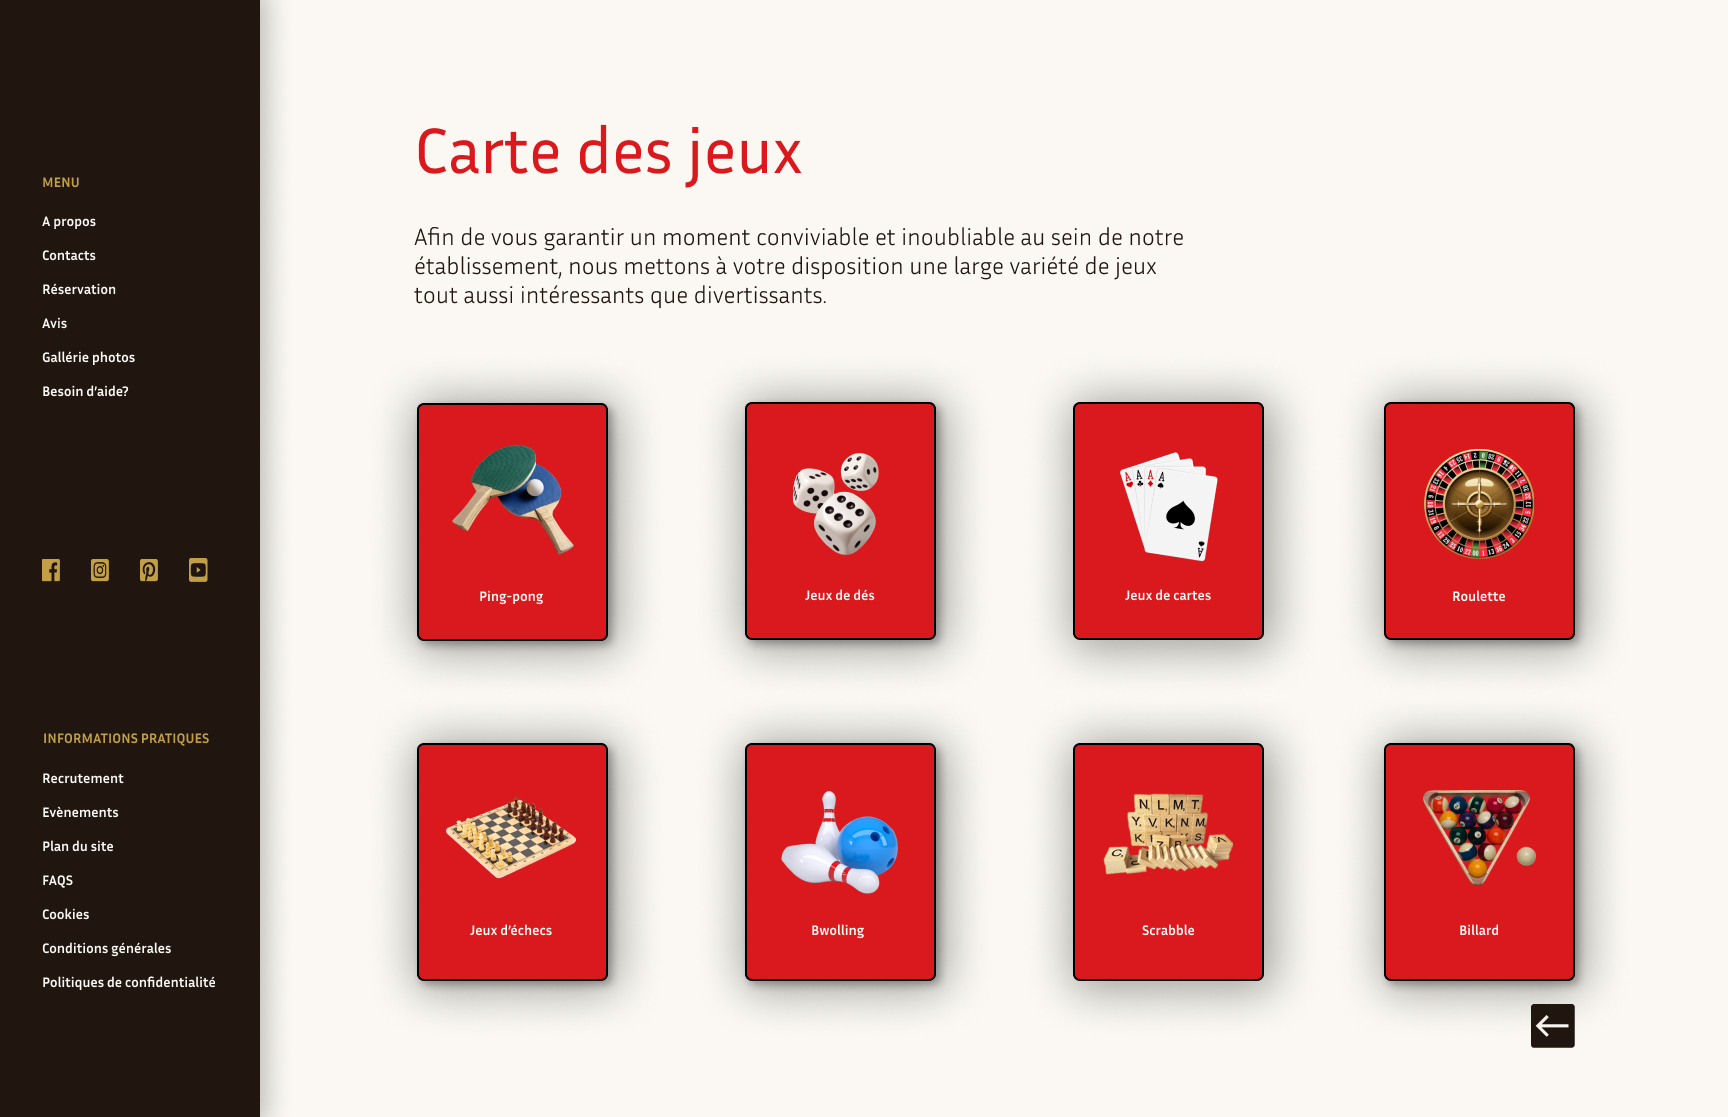 MENU
A propos
Contacts
Réservation
Avis
Gallérie photos
Besoin d'aide?
INFORMATIONS PRATIQUES
Recrutement
Evènements
Plan du site
FAQS
Cookies
Conditions générales
Politiques de confidentialité
Carte des jeux
Afin de vous garantir un moment conviviable et inoubliable au sein de notre
établissement, nous mettons à votre disposition une large variété de jeux
tout aussi intéressants que divertissants.
A A A A
A
Ping-pong
Jeux de dés
Jeux de cartes
Roulette
N L M T
Y V K N M
Jeux d'échecs
Bwolling
Scrabble
Billard